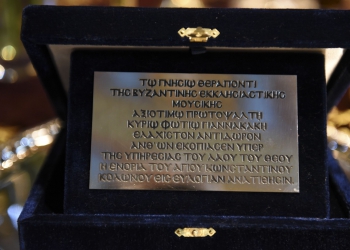 ΤΩ ΓΝΗΣΙΩ ΘΕΡΑΠΟΝΤΙ
ΤΗΣ ΒΥΖΑΝΤΙΝΗΣ ΕΚΚΛΗΣΙΑΣΤΙΚΗΣ
ΜΟΥΣΙΚΗΣ
ΑΞΙΟΤΙΜΩ ΠΡΩΤΟΨΑΛΤΗ
ΚΥΡΙΩ ΦΩΤΙΩ ΓΙΑΝΝΑΚΑΚΗ
ΕΛΑΧΙΣΤΟΝ ΑΝΤΙΔΩΡΟΝ
ΑΝΘ ΩΝ ΕΚΟΠΙΑΣΕΝ ΥΠΕΡ
ΤΗΣ ΥΠΗΡΕΣΙΑΣ ΤΟΥ ΛΑΟΥ ΤΟΥ ΘΕΟΥ
Η ΕΝΟΡΙΑ ΤΟΥ ΑΓΙΟΥ ΚΩΝΣΤΑΝΤΙΝΟΥ
ΚΟΛΩΝΟΥ ΕΙΣ ΕΥΛΟΓΙΑΝ ΑΝΑΤΙΘΗΣΙΝ.